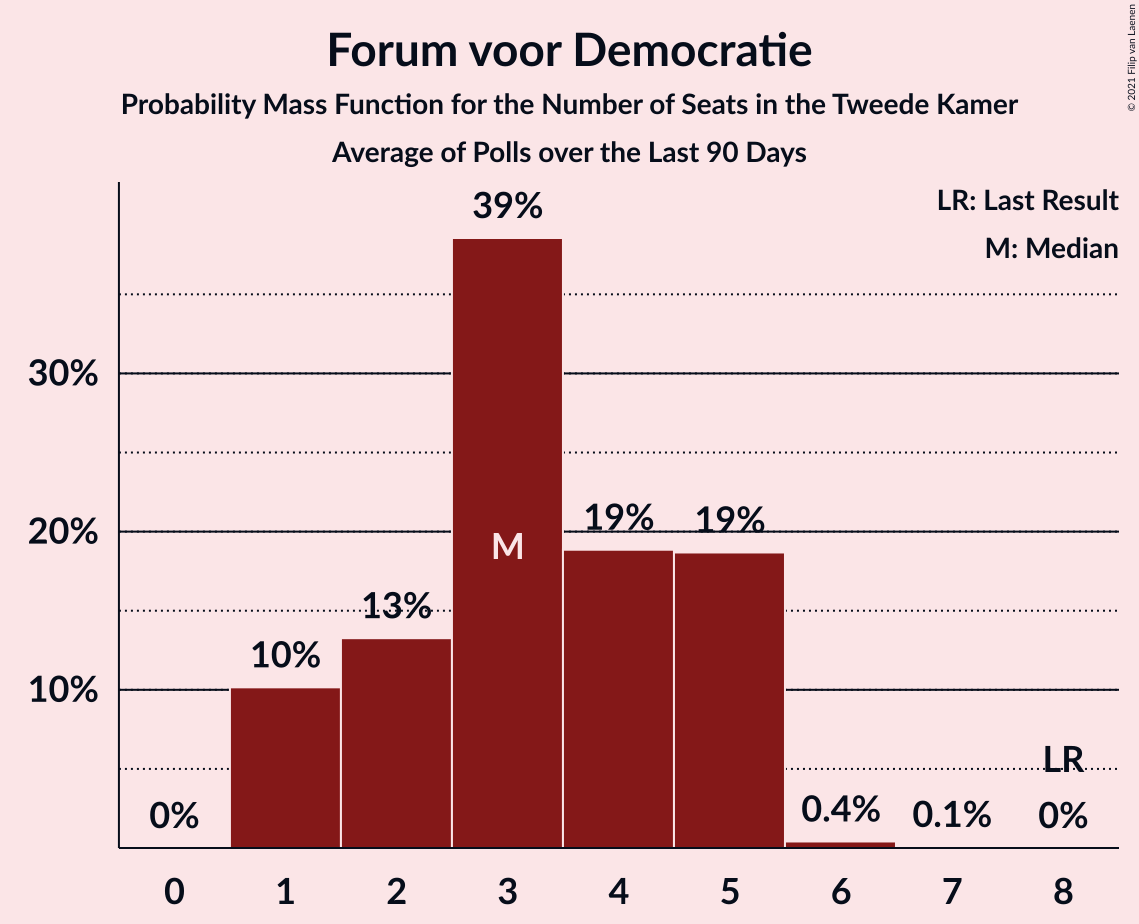 Forum voor Democratie
Probability Mass Function for the Number of Seats in the Tweede Kamer
Average of Polls over the Last 90 Days
© 2021 Filip van Laenen
LR: Last Result
M: Median
39%
30%
20%
10%
M
19%
19%
13%
10%
LR
0%
0.4%
0.1%
0%
0 1 2 3 4 5 6 7 8